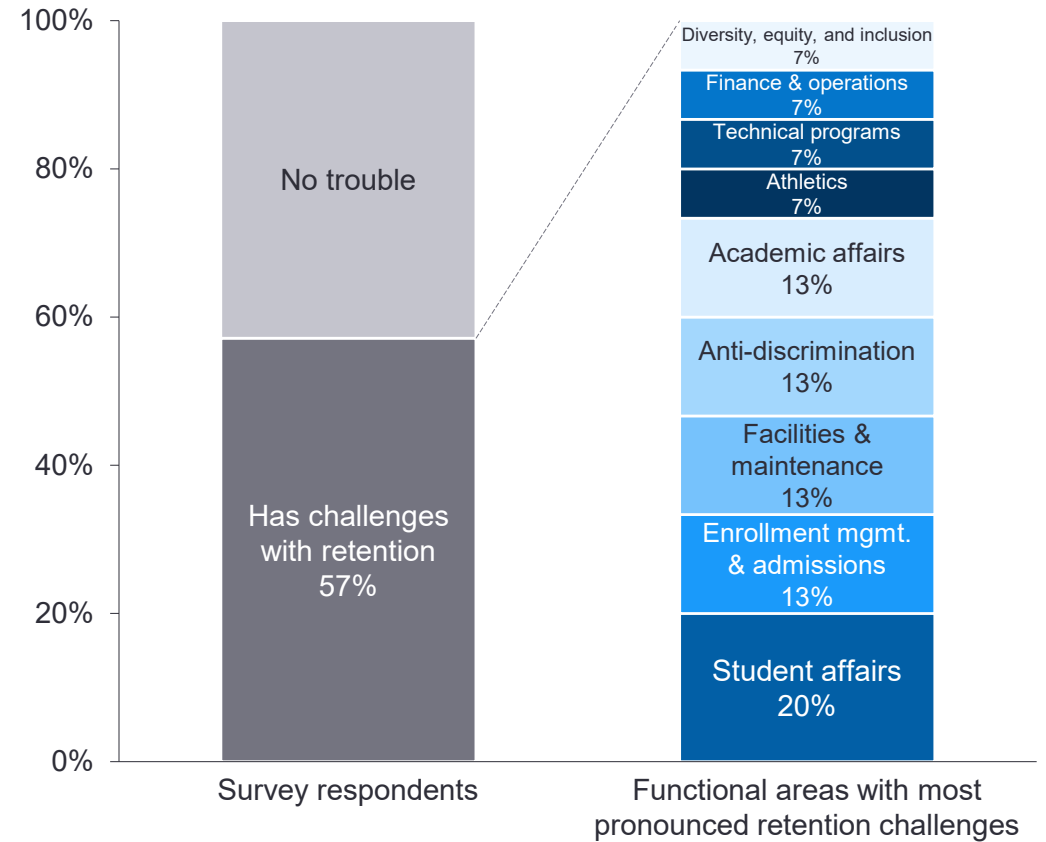 100%
80%
60%
40%
20%
0%
No trouble
Has challenges
with retention
57%
Survey respondents
Diversity, equity, and inclusion
7%
Finance & operations
7%
Technical programs
7%
Athletics
7%
Academic affairs
13%
Anti-discrimination
13%
Facilities &
maintenance
13%
Enrollment mgmt.
& admissions
13%
Student affairs
20%
Functional areas with most
pronounced retention challenges